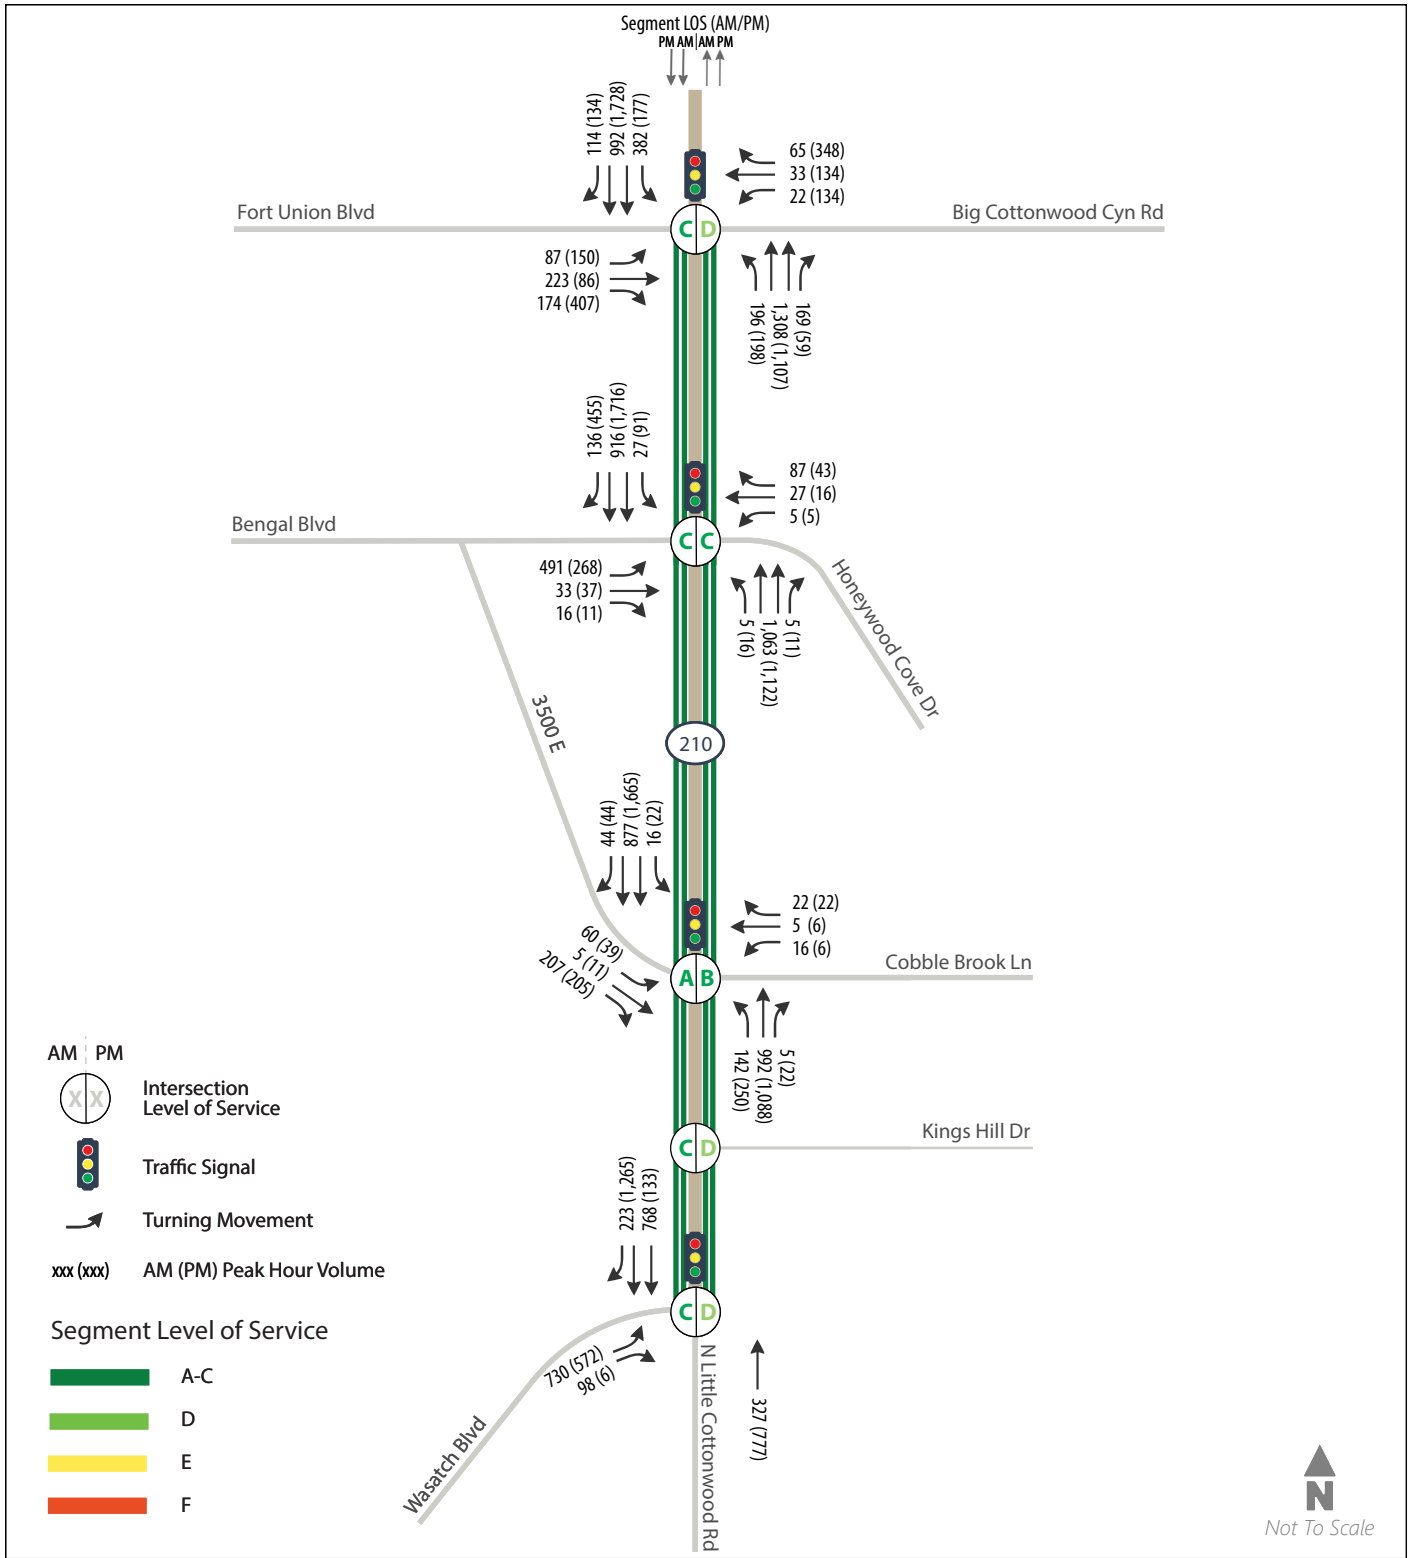 Segment LOS (AM/PM)
PM AM | AM PM
114 (134)
992 (1,728)
382 (177)
65 (348)
33 (134)
22 (134)
Fort Union Blvd
Big Cottonwood Cyn Rd
C D
87 (150)
223 (86)
174 (407)
196 (198)
1,308 (1,107)
169 (59)
136 (455)
916 (1,716)
27 (91)
87 (43)
27 (16)
5 (5)
Bengal Blvd
C C
Honeywood Cove Dr
491 (268)
33 (37)
16 (11)
5 (16)
1,063 (1,122)
5 (11)
3500 E
210
44 (44)
877 (1,665)
16 (22)
22 (22)
5 (6)
16 (6)
60 (39)
5 (11)
207 (205)
Cobble Brook Ln
A B
142 (250)
992 (1,088)
5 (22)
Kings Hill Dr
C D
223 (1,265)
768 (133)
C D
730 (572)
98 (6)
327 (777)
Wasatch Blvd
N Little Cottonwood Rd
AM PM
X X
Intersection
Level of Service
Traffic Signal
Turning Movement
xxx (xxx)
AM (PM) Peak Hour Volume
Segment Level of Service
A-C
D
E
F
N
Not To Scale